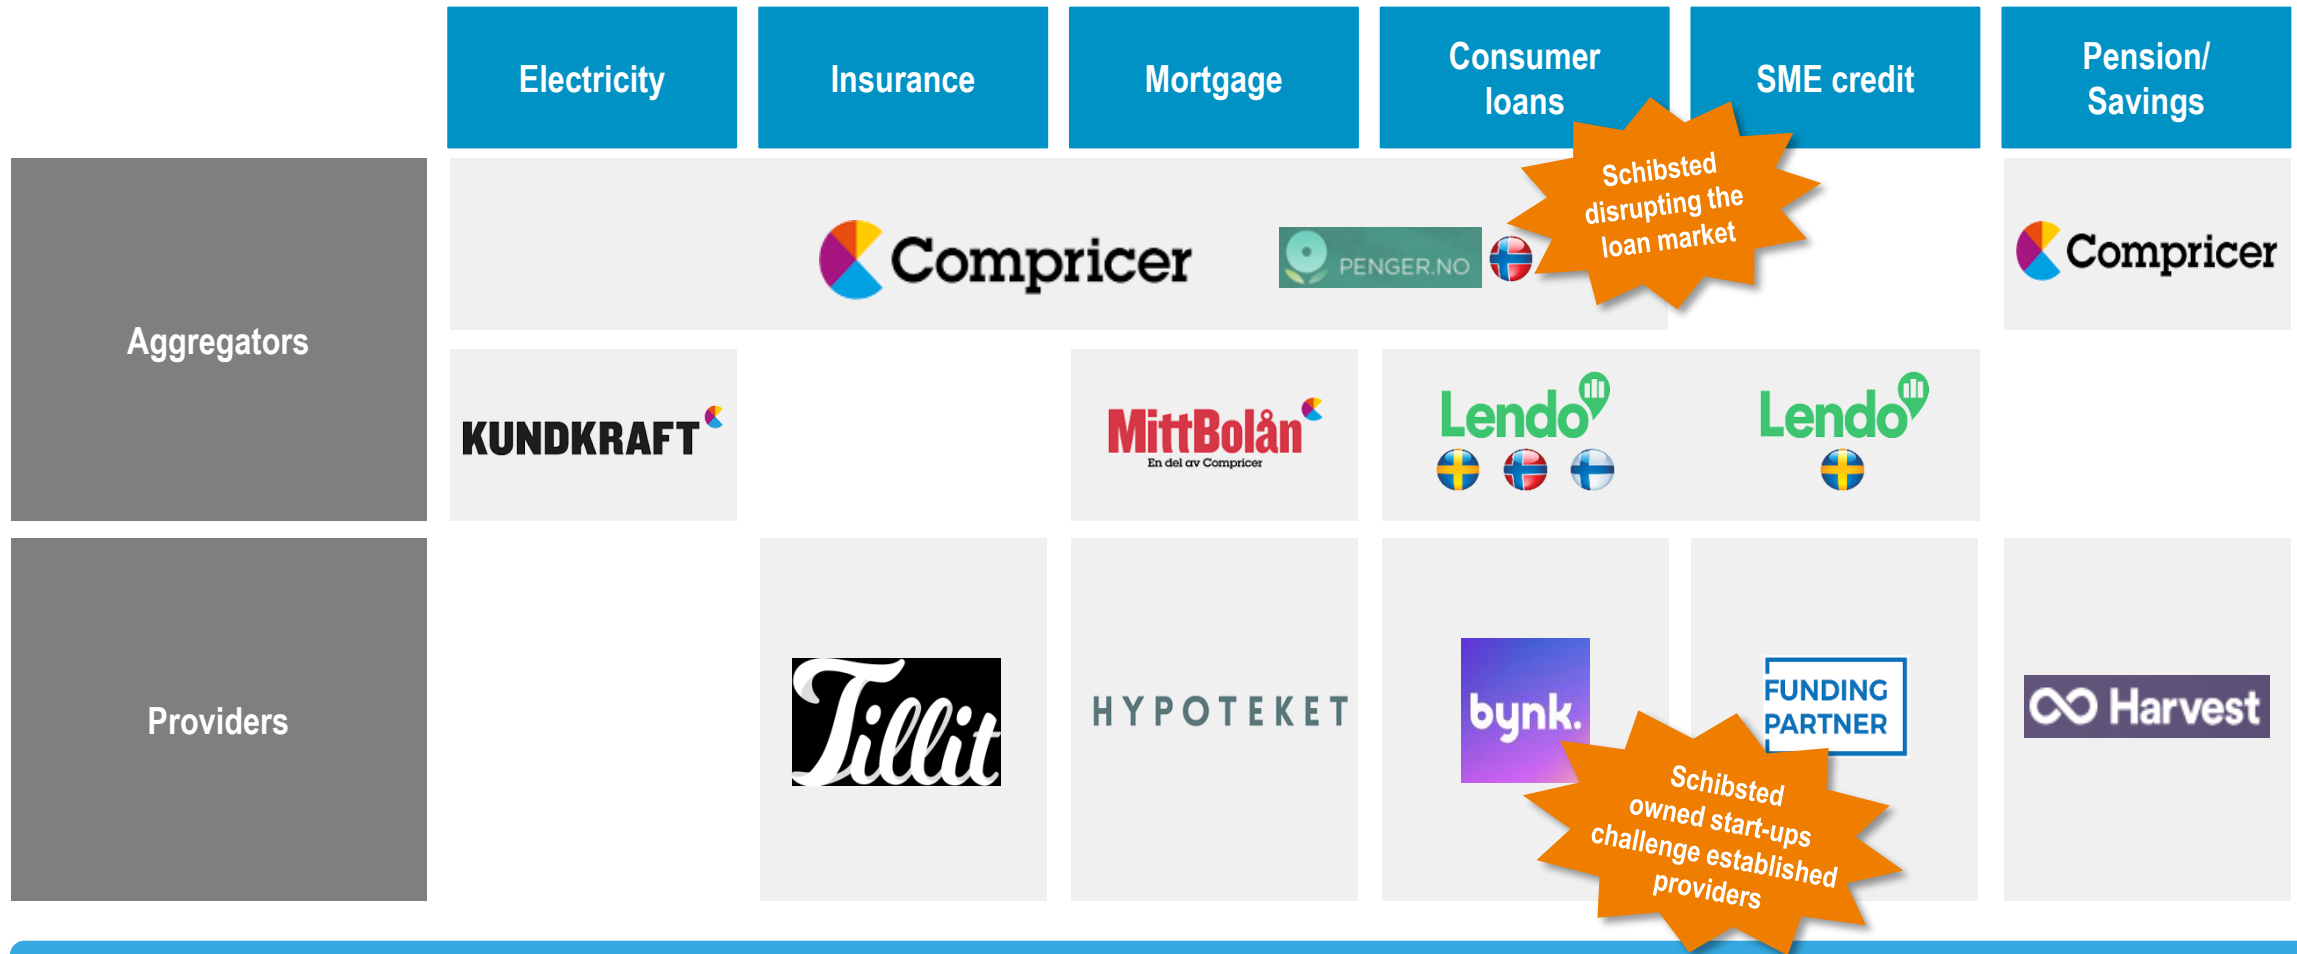 Electricity
Insurance
Mortgage
Consumer
loans
SME credit
Pension/
Savings
Aggregators
Compricer
PENGER.NO
Schibsted
disrupting the
loan market
Compricer
KUNDKRAFT
MittBolån
En del av Compricer
Lendo
Lendo
Providers
Tillit
HYPOTEKET
bynk.
FUNDING
PARTNER
Harvest
Schibsted
owned start-ups
challenge established
providers